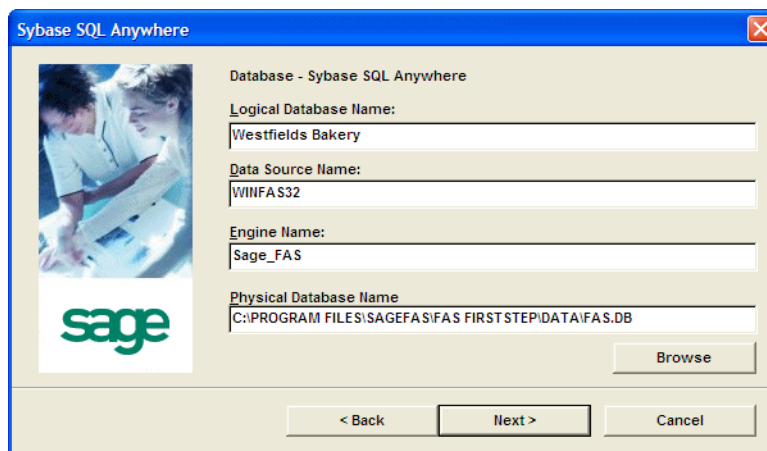 Sybase SQL Anywhere
Database - Sybase SQL Anywhere
Logical Database Name:
Westfields Bakery
Data Source Name:
WINFAS32
Engine Name:
Sage_FAS
Physical Database Name
C:\PROGRAM FILES\SAGEFAS\FAS FIRSTSTEP\DATA\FAS.DB
sage
Browse
< Back
Next >
Cancel